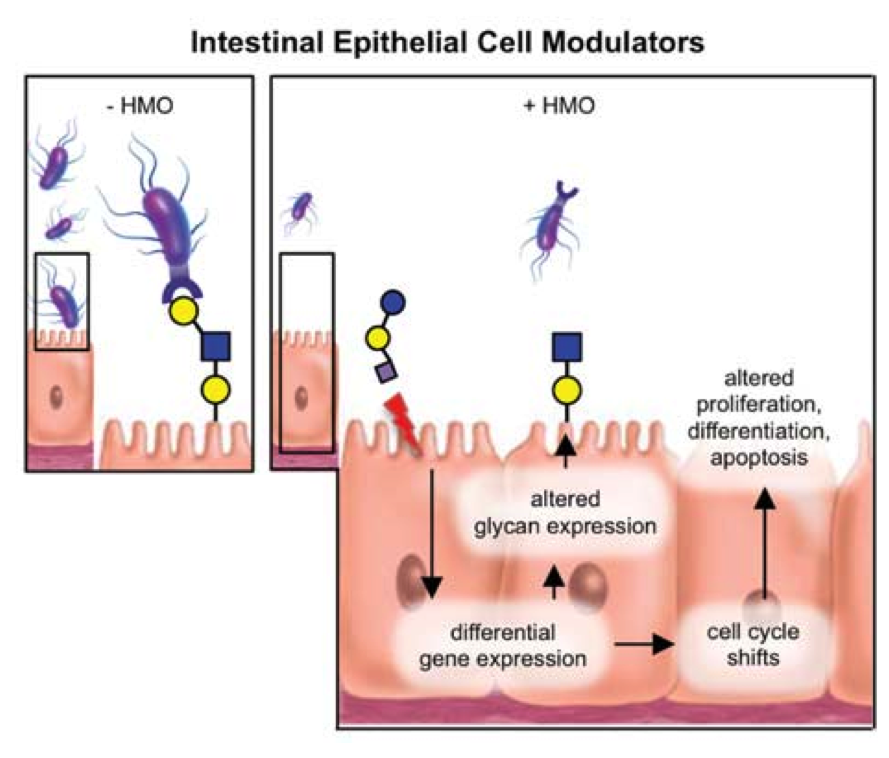 Intestinal Epithelial Cell Modulators
- HMO
+ HMO
altered
proliferation,
differentiation,
apoptosis
altered
glycan expression
differential
gene expression
cell cycle
shifts